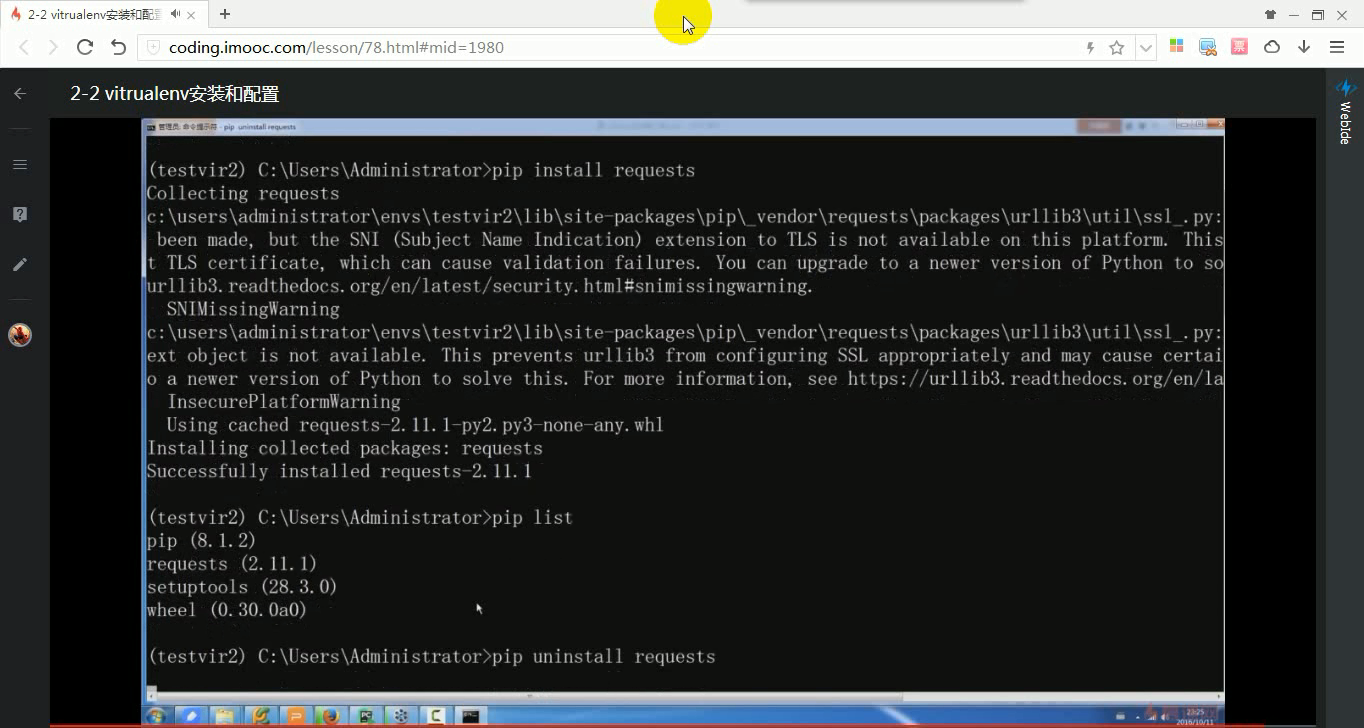 2-2 vitrualenv安装和配置
coding.imooc.com/lesson/78.html#mid=1980
票
2-2 vitrualenv安装和配置
WebIde
管理员: 命令提示符 - pip uninstall requests
(testvir2) C:\Users\Administrator>pip install requests
Collecting requests
c:\users\administrator\envs\testvir2\lib\site-packages\pip\_vendor\requests\packages\urllib3\util\ssl_.py:
been made, but the SNI (Subject Name Indication) extension to TLS is not available on this platform. This
t TLS certificate, which can cause validation failures. You can upgrade to a newer version of Python to so
urllib3.readthedocs.org/en/latest/security.html#snimissingwarning.
SNIMissingWarning
c:\users\administrator\envs\testvir2\lib\site-packages\pip\_vendor\requests\packages\urllib3\util\ssl_.py:
ext object is not available. This prevents urllib3 from configuring SSL appropriately and may cause certai
o a newer version of Python to solve this. For more information, see https://urllib3.readthedocs.org/en/la
InsecurePlatformWarning
Using cached requests-2.11.1-py2.py3-none-any.whl
Installing collected packages: requests
Successfully installed requests-2.11.1
(testvir2) C:\Users\Administrator>pip list
pip (8.1.2)
requests (2.11.1)
setuptools (28.3.0)
wheel (0.30.0a0)
(testvir2) C:\Users\Administrator>pip uninstall requests
23:25
2016/10/11